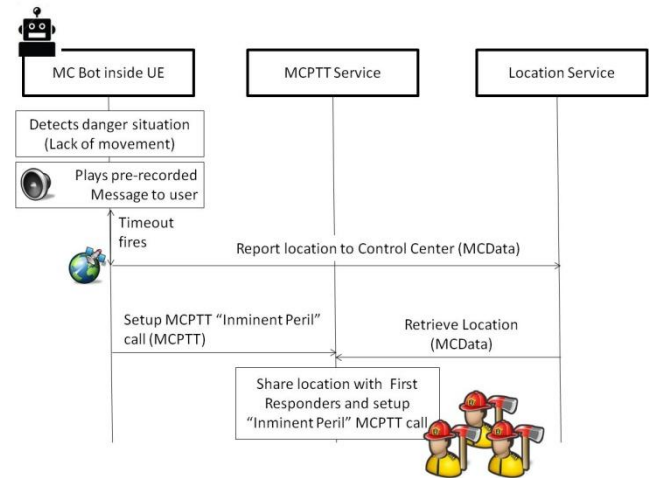 MC Bot inside UE
MCPTT Service
Location Service
Detects danger situation
(Lack of movement)
Plays pre-recorded
Message to user
Timeout
fires
Report location to Control Center (MCData)
Setup MCPTT “Inminent Peril”
call (MCPTT)
Retrieve Location
(MCData)
Share location with First
Responders and setup
“Inminent Peril” MCPTT call